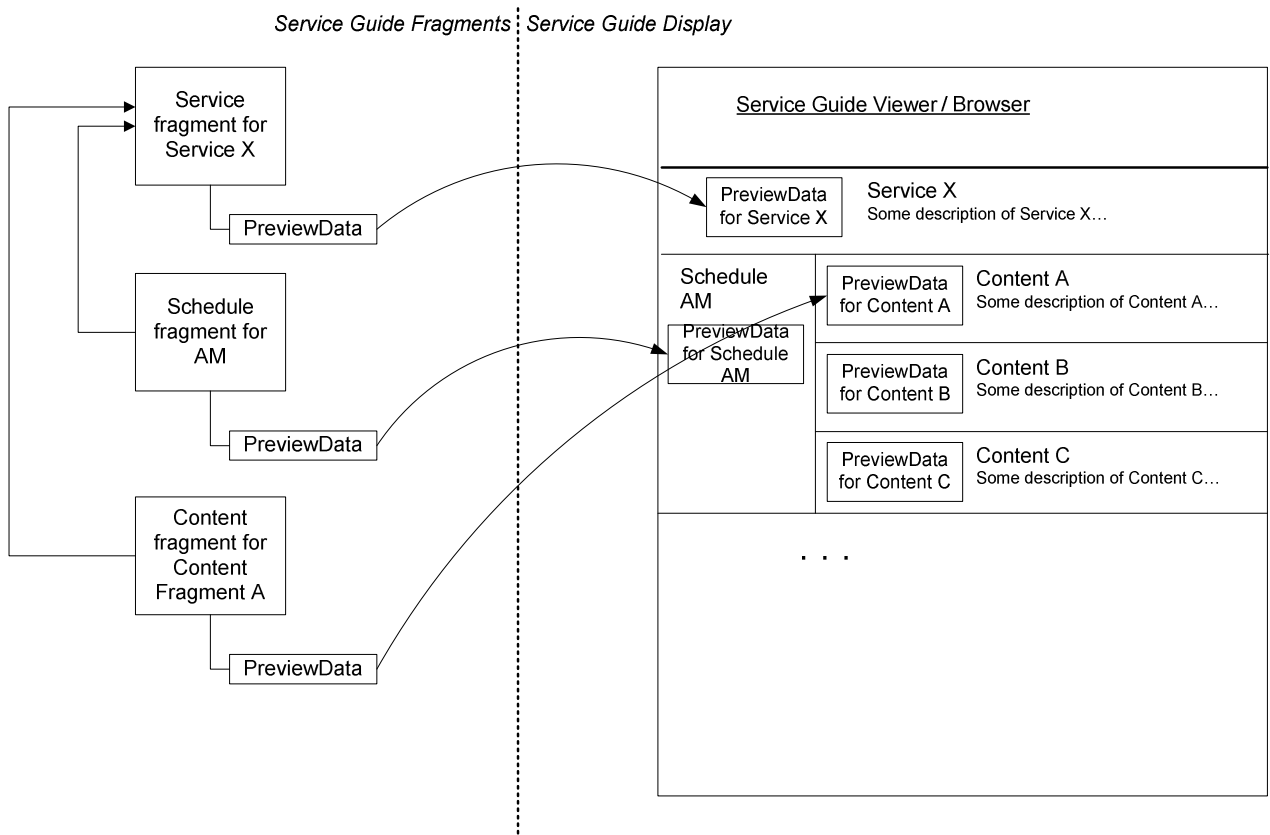 Service Guide Fragments
Service Guide Display
Service
fragment for
Service X
PreviewData
Schedule
fragment for
AM
PreviewData
Content
fragment for
Content
Fragment A
PreviewData
Service Guide Viewer / Browser
PreviewData
for Service X
Service X
Some description of Service X…
Schedule
AM
PreviewData
for Schedule
AM
PreviewData
for Content A
Content A
Some description of Content A…
PreviewData
for Content B
Content B
Some description of Content B…
PreviewData
for Content C
Content C
Some description of Content C…
. . .